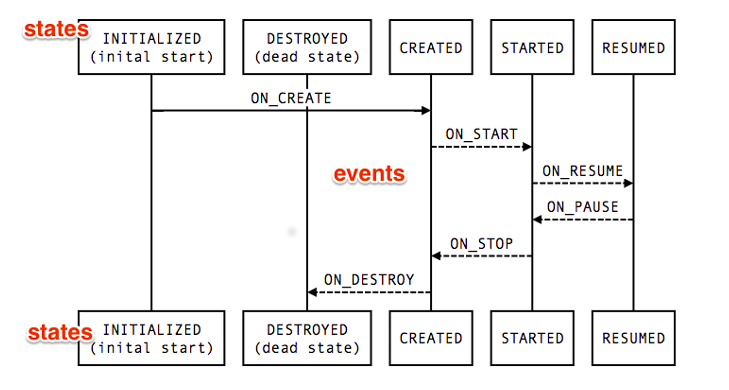 states
INITIALIZED
(inital start)
DESTROYED
(dead state)
CREATED
STARTED
RESUMED
ON_CREATE
ON_START
events
ON_RESUME
ON_PAUSE
ON_STOP
ON_DESTROY
states
INITIALIZED
(inital start)
DESTROYED
(dead state)
CREATED
STARTED
RESUMED